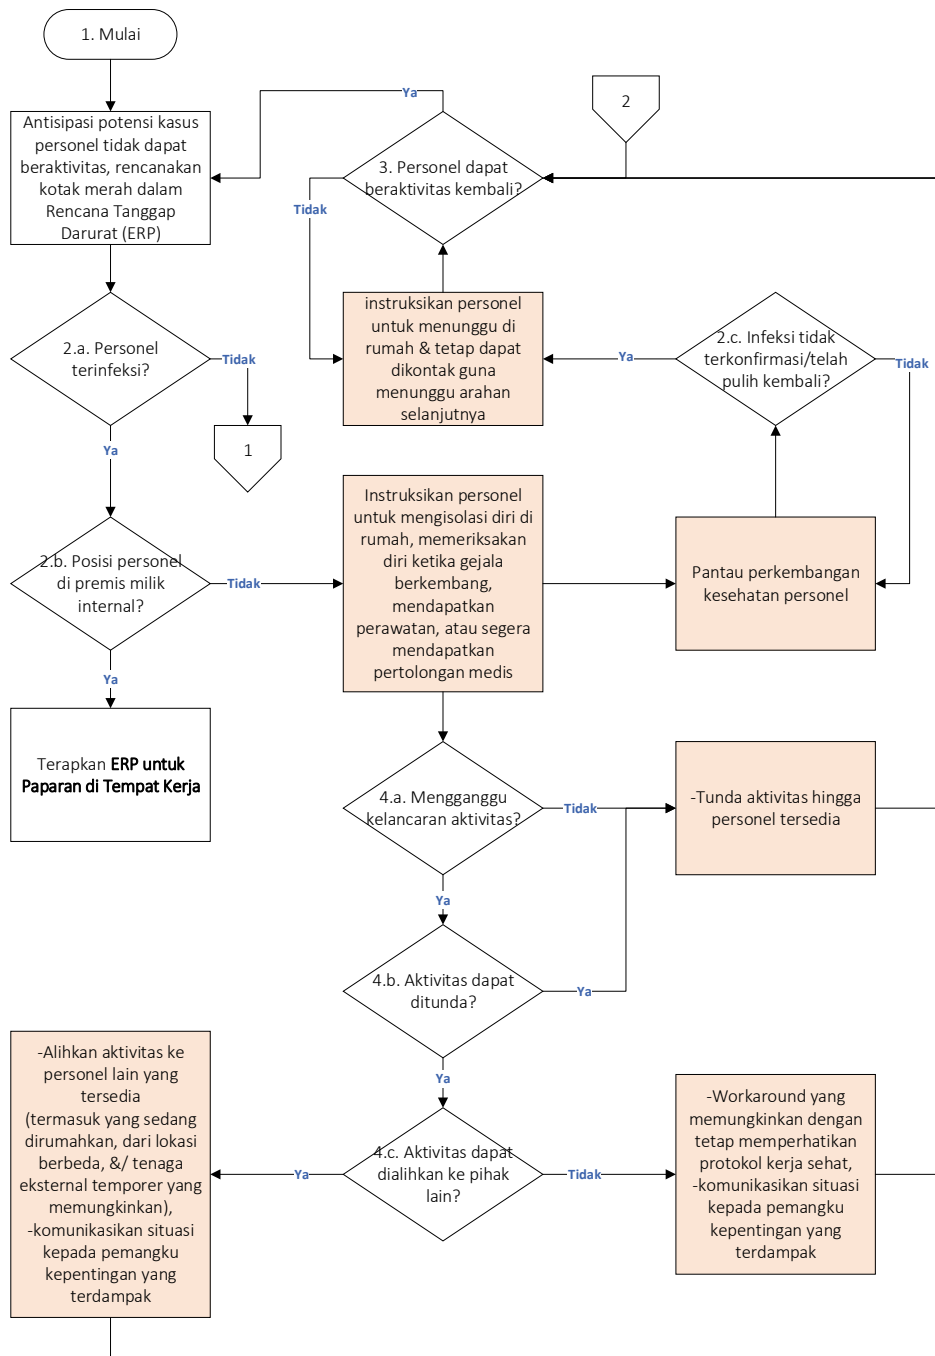 1. Mulai
Antisipasi potensi kasus
personel tidak dapat
beraktivitas, rencanakan
kotak merah dalam
Rencana Tanggap
Darurat (ERP)
Ya
2
3. Personel dapat
beraktivitas kembali?
Tidak
instruksikan personel
untuk menunggu di
rumah & tetap dapat
dikontak guna
menunggu arahan
selanjutnya
2.c. Infeksi tidak
terkonfirmasi/telah
pulih kembali?
Ya
Tidak
2.a. Personel
terinfeksi?
Tidak
1
Ya
2.b. Posisi personel
di premis milik
internal?
Tidak
Ya
Terapkan ERP untuk
Paparan di Tempat Kerja
Instruksikan personel
untuk mengisolasi diri di
rumah, memeriksakan
diri ketika gejala
berkembang,
mendapatkan
perawatan, atau segera
mendapatkan
pertolongan medis
Pantau perkembangan
kesehatan personel
4.a. Mengganggu
kelancaran aktivitas?
Tidak
-Tunda aktivitas hingga
personel tersedia
Ya
4.b. Aktivitas dapat
ditunda?
Ya
Ya
4.c. Aktivitas dapat
dialihkan ke pihak
lain?
Ya
Tidak
-Alihkan aktivitas ke
personel lain yang
tersedia
(termasuk yang sedang
dirumahkan, dari lokasi
berbeda, &/ tenaga
eksternal temporer yang
memungkinkan),
-komunikasikan situasi
kepada pemangku
kepentingan yang
terdampak
-Workaround yang
memungkinkan dengan
tetap memperhatikan
protokol kerja sehat,
-komunikasikan situasi
kepada pemangku
kepentingan yang
terdampak